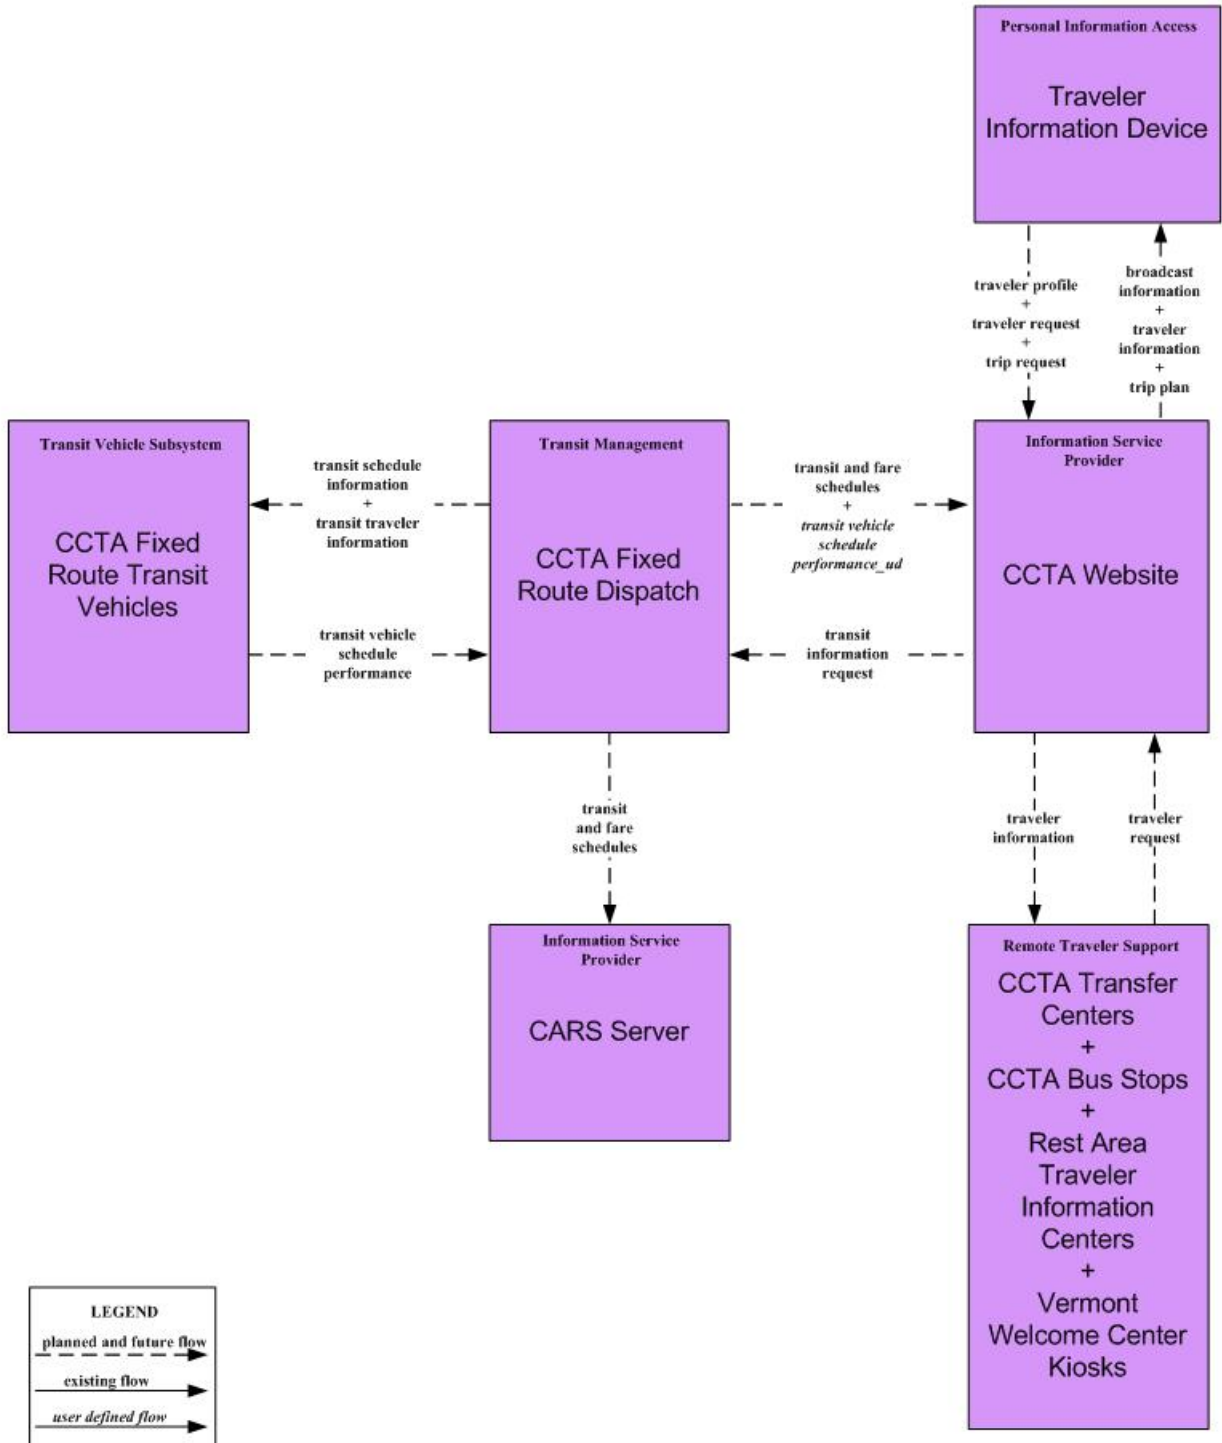 Personal Information Access
Traveler
Information Device
traveler profile
+
traveler request
+
trip request
broadcast
information
+
traveler
information
+
trip plan
Transit Vehicle Subsystem
CCTA Fixed
Route Transit
Vehicles
transit schedule
information
+
transit traveler
information
transit vehicle
schedule
performance
Transit Management
CCTA Fixed
Route Dispatch
transit and fare
schedules
+
transit vehicle
schedule
performance_ud
transit
information
request
Information Service
Provider
CCTA Website
transit
and fare
schedules
traveler
information
traveler
request
Information Service
Provider
CARS Server
Remote Traveler Support
CCTA Transfer
Centers
+
CCTA Bus Stops
+
Rest Area
Traveler
Information
Centers
+
Vermont
Welcome Center
Kiosks
LEGEND
planned and future flow
existing flow
user defined flow